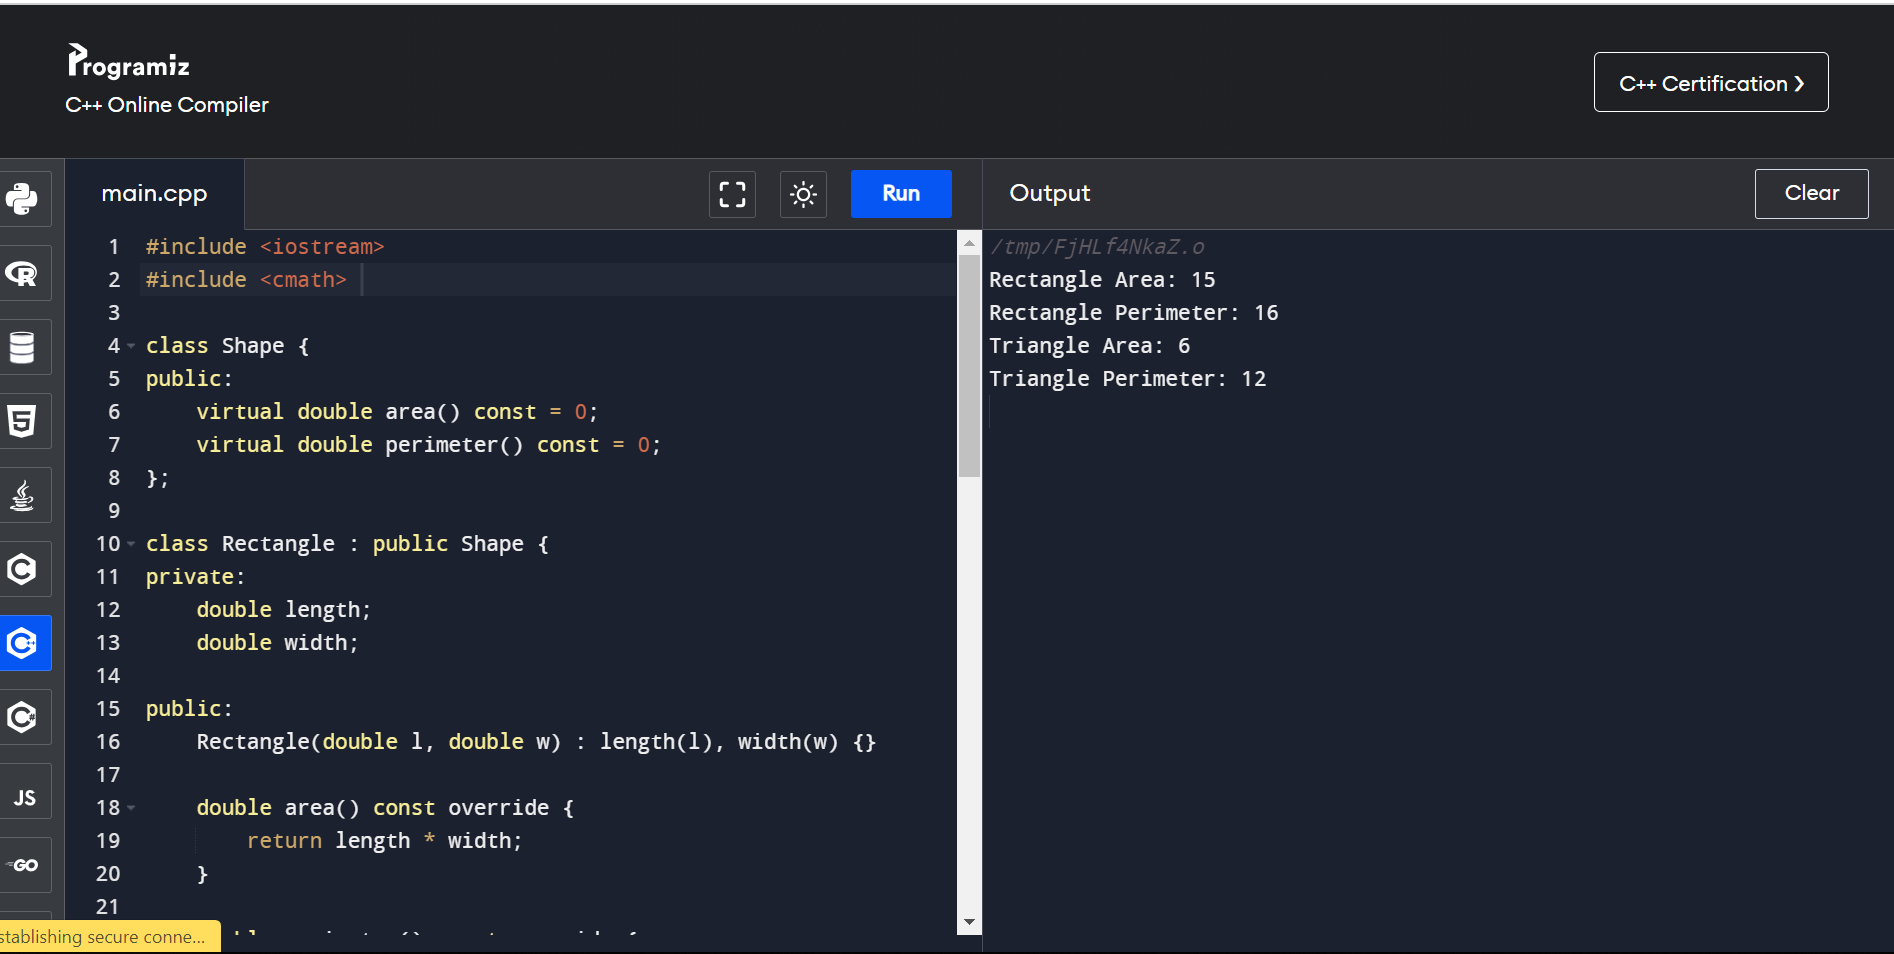 Programiz
C++ Online Compiler
C++ Certification ❯
main.cpp
Run
Output
Clear
1 #include <iostream>
2 #include <cmath>
3
4 class Shape {
5 public:
6     virtual double area() const = 0;
7     virtual double perimeter() const = 0;
8 };
9
10 class Rectangle : public Shape {
11 private:
12     double length;
13     double width;
14
15 public:
16     Rectangle(double l, double w) : length(l), width(w) {}
17
18     double area() const override {
19         return length * width;
20     }
21
/tmp/FjHLf4NkaZ.o
Rectangle Area: 15
Rectangle Perimeter: 16
Triangle Area: 6
Triangle Perimeter: 12
R
5
C
C++
C#
JS
GO
stablishing secure conne...